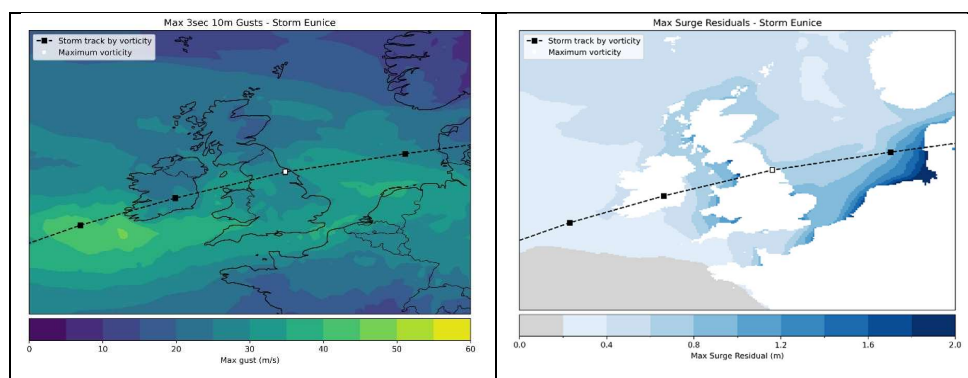 Max 3sec 10m Gusts - Storm Eunice
Storm track by vorticity
Maximum vorticity
0 10 20 30 40 50 60
Max gust (m/s)
Max Surge Residuals - Storm Eunice
Storm track by vorticity
Maximum vorticity
0.0 0.4 0.8 1.2 1.6 2.0
Max Surge Residual (m)